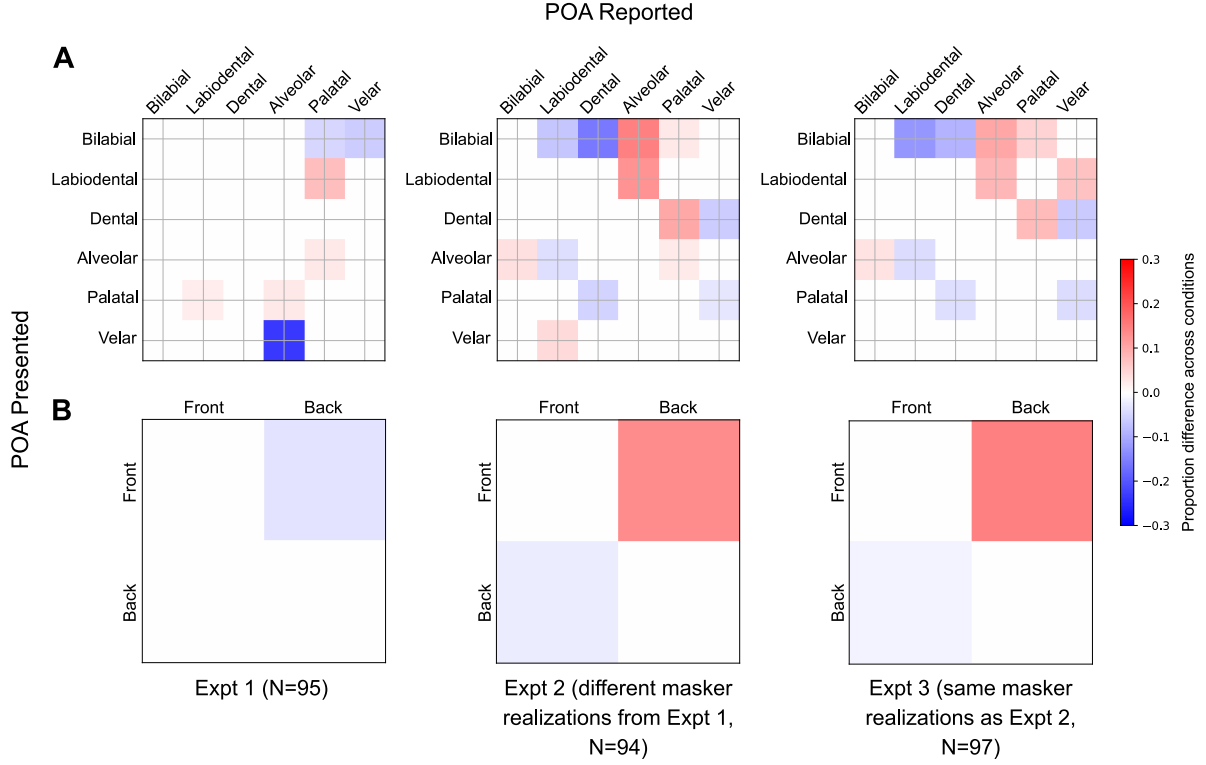 POA Reported
A
Bilabial Labiodental Dental Alveolar Palatal Velar
Bilabial Labiodental Dental Alveolar Palatal Velar
Bilabial Labiodental Dental Alveolar Palatal Velar
Bilabial
Labiodental
Dental
Alveolar
Palatal
Velar
Bilabial
Labiodental
Dental
Alveolar
Palatal
Velar
Bilabial
Labiodental
Dental
Alveolar
Palatal
Velar
POA Presented
0.3
0.2
0.1
0.0
−0.1
−0.2
−0.3
Proportion difference across conditions
B
Front Back
Front
Back
Expt 1 (N=95)
Front Back
Front
Back
Expt 2 (different masker
realizations from Expt 1,
N=94)
Front Back
Front
Back
Expt 3 (same masker
realizations as Expt 2,
N=97)